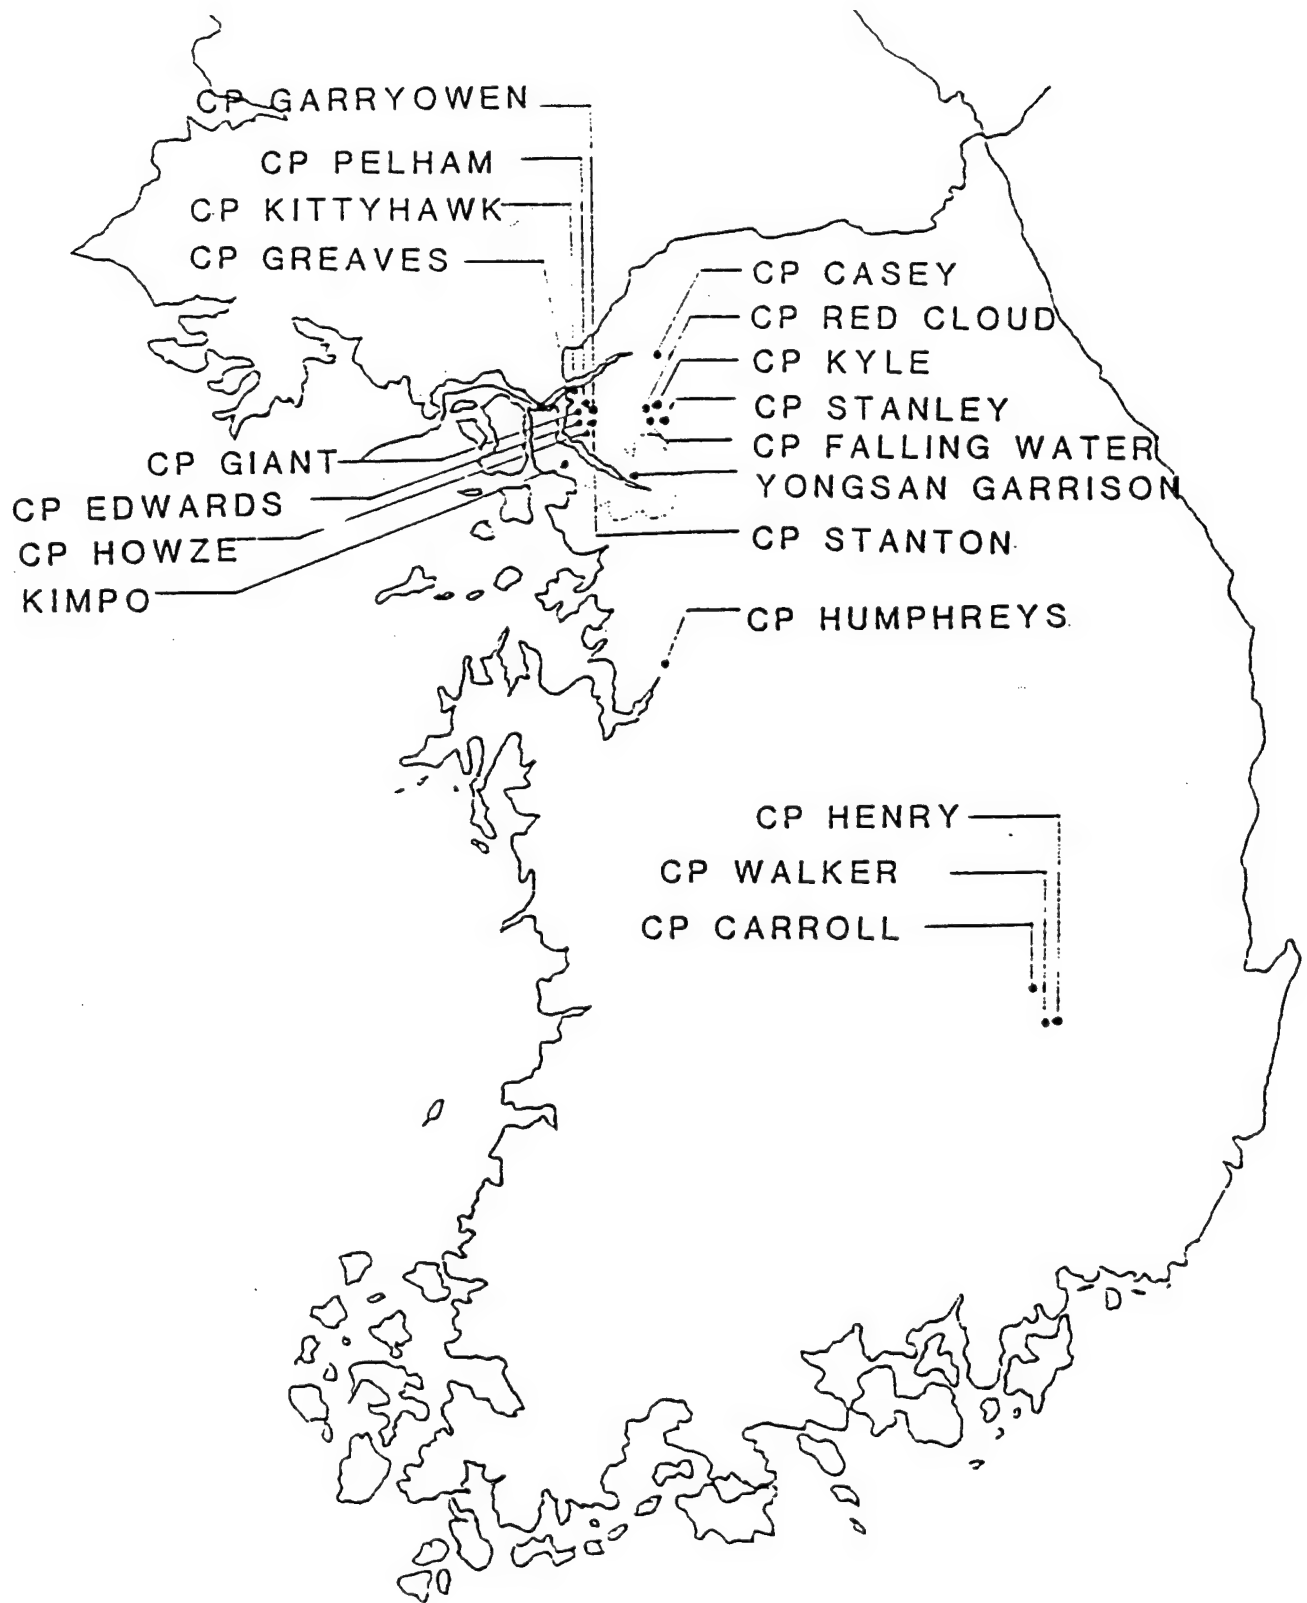 CP GARRYOWEN
CP PELHAM
CP KITTYHAWK
CP GREAVES
CP CASEY
CP RED CLOUD
CP KYLE
CP STANLEY
CP FALLING WATER
YONGSAN GARRISON
CP STANTON
CP GIANT
CP EDWARDS
CP HOWZE
KIMPO
CP HUMPHREYS
CP HENRY
CP WALKER
CP CARROLL